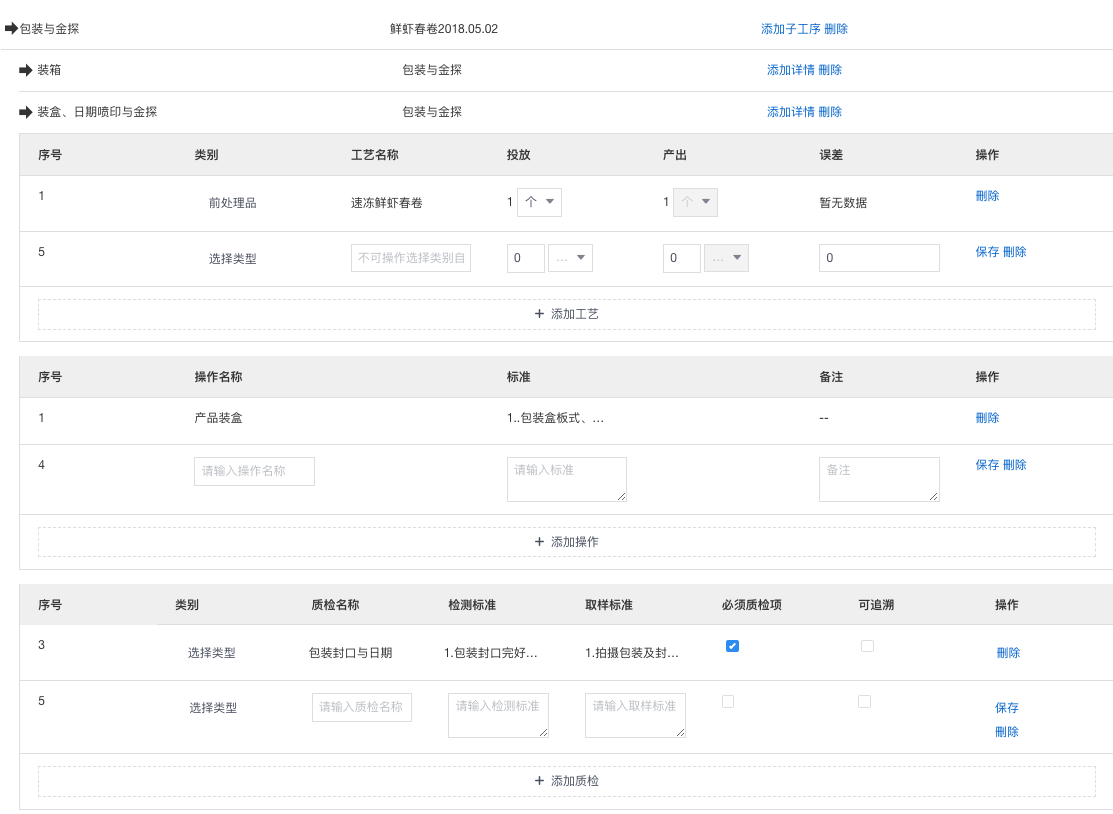 包装与金探 鲜虾春卷2018.05.02 添加子工序 删除
装箱 包装与金探 添加详情 刪除
装盒、日期喷印与金探 包装与金探 添加详情 刪除
序号 类别 工艺名称 投放 产出 误差 操作
1 前处理品 速冻鲜虾春卷 1 个 1 个 暂无数据 刪除
5 选择类型 不可操作选择类别自 0 ... 0 ... 0 保存 刪除
+ 添加工艺
序号 操作名称 标准 备注 操作
1 产品装盒 1..包装盒板式、... -- 刪除
4 请输入操作名称 请输入标准 备注 保存 刪除
+ 添加操作
序号 类别 质检名称 检测标准 取样标准 必须质检项 可追溯 操作
3 选择类型 包装封口与日期 1.包装封口完好... 1.拍摄包装及封... 刪除
5 选择类型 请输入质检名称 请输入检测标准 请输入取样标准 保存
刪除
+ 添加质检